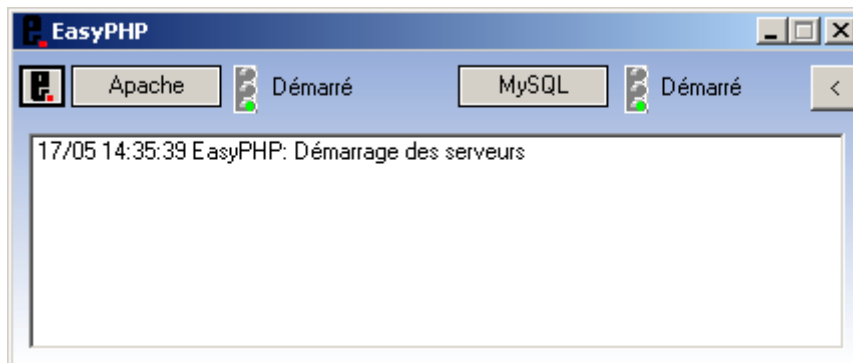 EasyPHP
Apache Démarré MySQL Démarré <
17/05 14:35:39 EasyPHP: Démarrage des serveurs